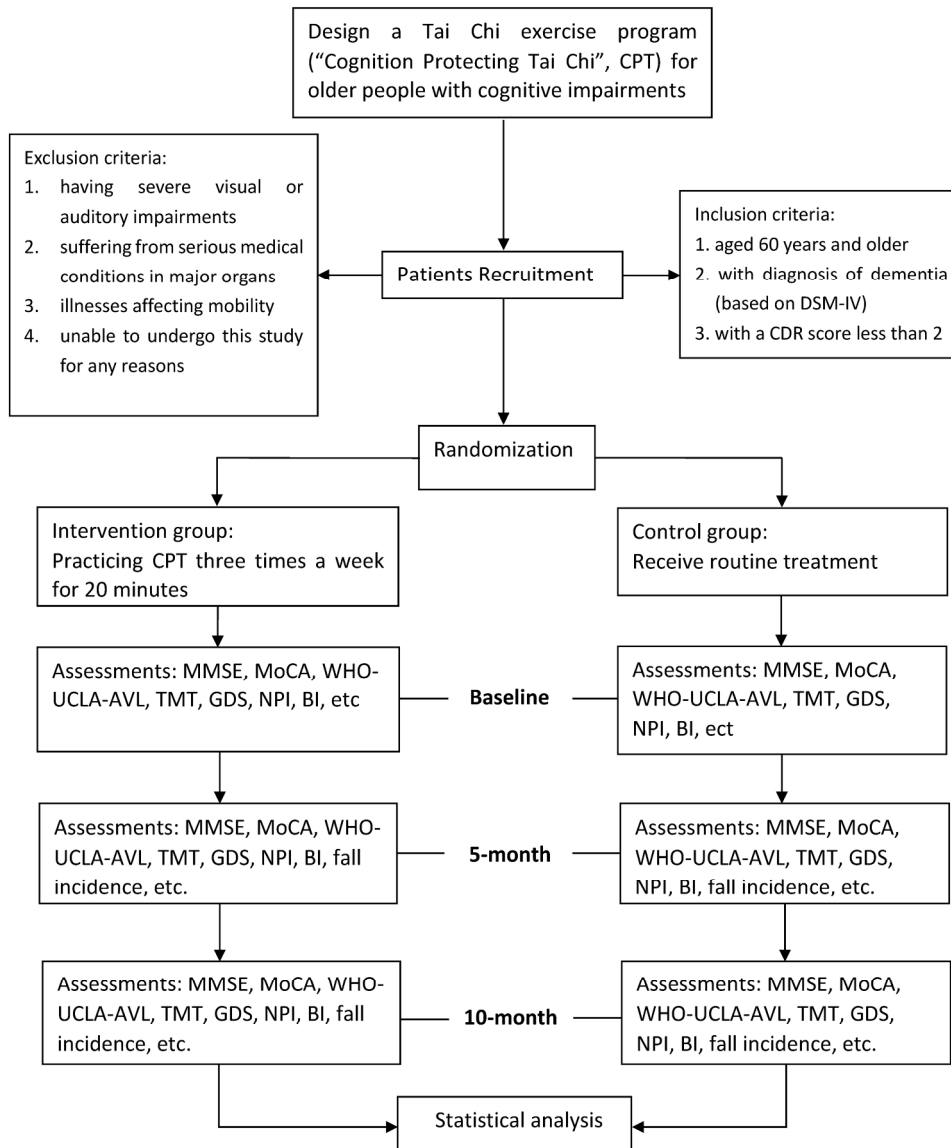 Design a Tai Chi exercise program
(“Cognition Protecting Tai Chi”, CPT) for
older people with cognitive impairments
Exclusion criteria:
1. having severe visual or
auditory impairments
2. suffering from serious medical
conditions in major organs
3. illnesses affecting mobility
4. unable to undergo this study
for any reasons
Patients Recruitment
Inclusion criteria:
1. aged 60 years and older
2. with diagnosis of dementia
(based on DSM-IV)
3. with a CDR score less than 2
Randomization
Intervention group:
Practicing CPT three times a week
for 20 minutes
Control group:
Receive routine treatment
Assessments: MMSE, MoCA, WHO-
UCLA-AVL, TMT, GDS, NPI, BI, etc
Baseline
Assessments: MMSE, MoCA,
WHO-UCLA-AVL, TMT, GDS,
NPI, BI, ect
Assessments: MMSE, MoCA, WHO-
UCLA-AVL, TMT, GDS, NPI, BI, fall
incidence, etc.
5-month
Assessments: MMSE, MoCA,
WHO-UCLA-AVL, TMT, GDS,
NPI, BI, fall incidence, etc.
Assessments: MMSE, MoCA, WHO-
UCLA-AVL, TMT, GDS, NPI, BI, fall
incidence, etc.
10-month
Assessments: MMSE, MoCA,
WHO-UCLA-AVL, TMT, GDS,
NPI, BI, fall incidence, etc.
Statistical analysis